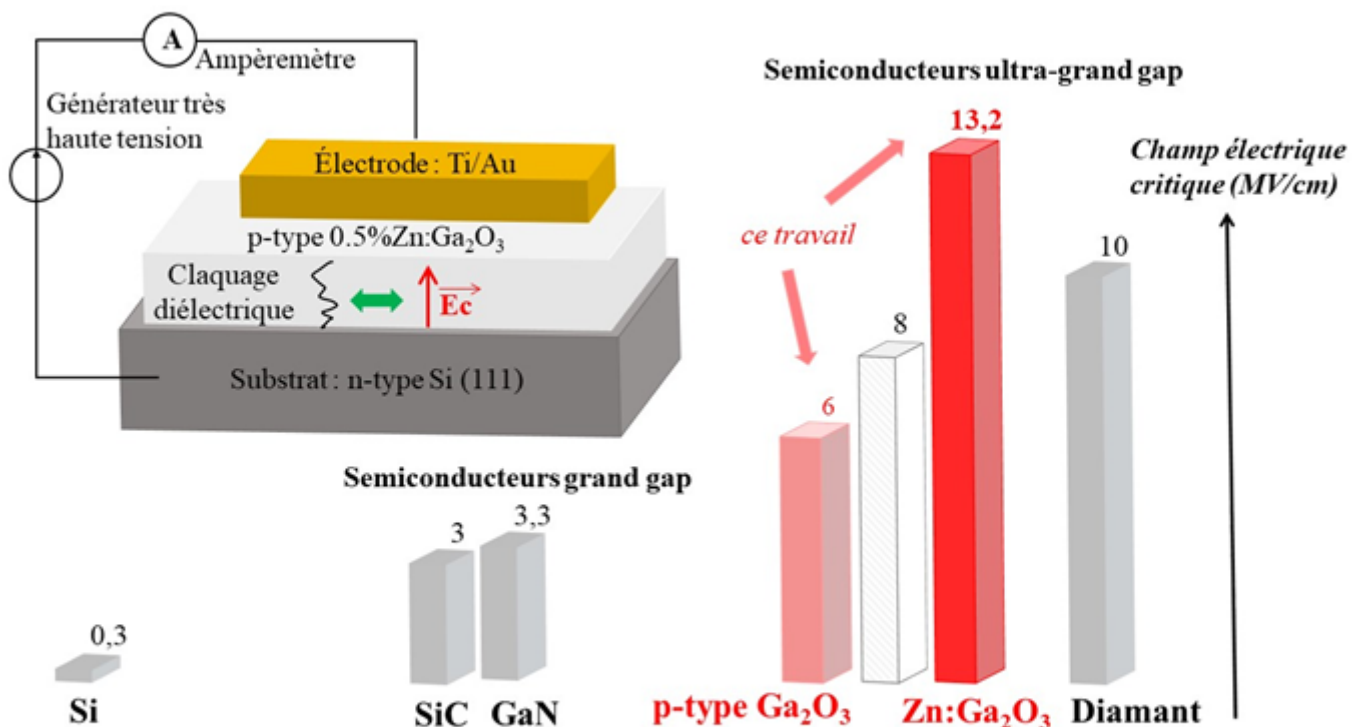 A
Ampèremètre
Générateur très
haute tension
Électrode : Ti/Au
p-type 0.5%Zn:Ga₂O₃
Claquage
diélectrique
Ec
Substrat : n-type Si (111)
Semiconducteurs ultra-grand gap
13,2
Champ électrique
critique (MV/cm)
ce travail
10
8
6
Semiconducteurs grand gap
3,3
3
0,3
Si
SiC
GaN
p-type Ga₂O₃
Zn:Ga₂O₃
Diamant